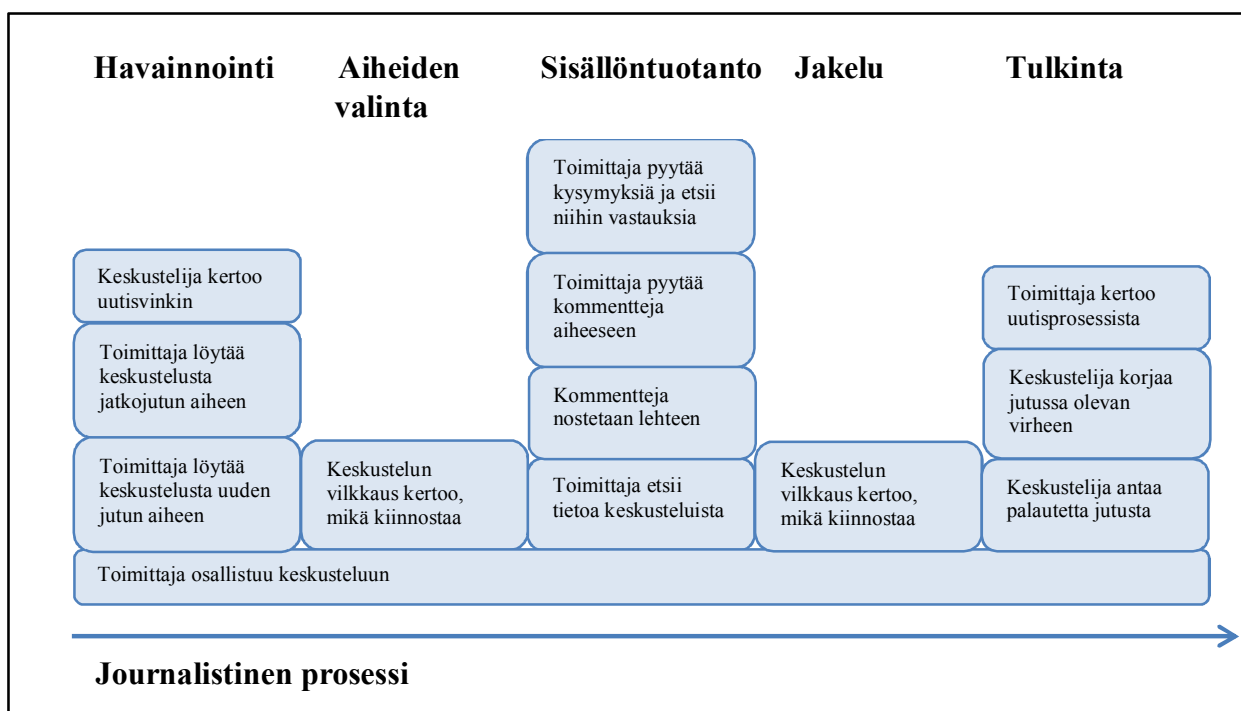 Havainnointi
Aiheiden
valinta
Sisällöntuotanto
Jakelu
Tulkinta
Keskustelija kertoo
uutisvinkin
Toimittaja löytää
keskustelusta
jatkojutun aiheen
Toimittaja löytää
keskustelusta uuden
jutun aiheen
Keskustelun
vilkkaus kertoo,
mikä kiinnostaa
Toimittaja pyytää
kysymyksiä ja etsii
niihin vastauksia
Toimittaja pyytää
kommentteja
aiheeseen
Kommentteja
nostetaan lehteen
Toimittaja etsii
tietoa keskusteluista
Keskustelun
vilkkaus kertoo,
mikä kiinnostaa
Toimittaja kertoo
uutisprosessista
Keskustelija korjaa
jutussa olevan
virheen
Keskustelija antaa
palautetta jutusta
Toimittaja osallistuu keskusteluun
Journalistinen prosessi